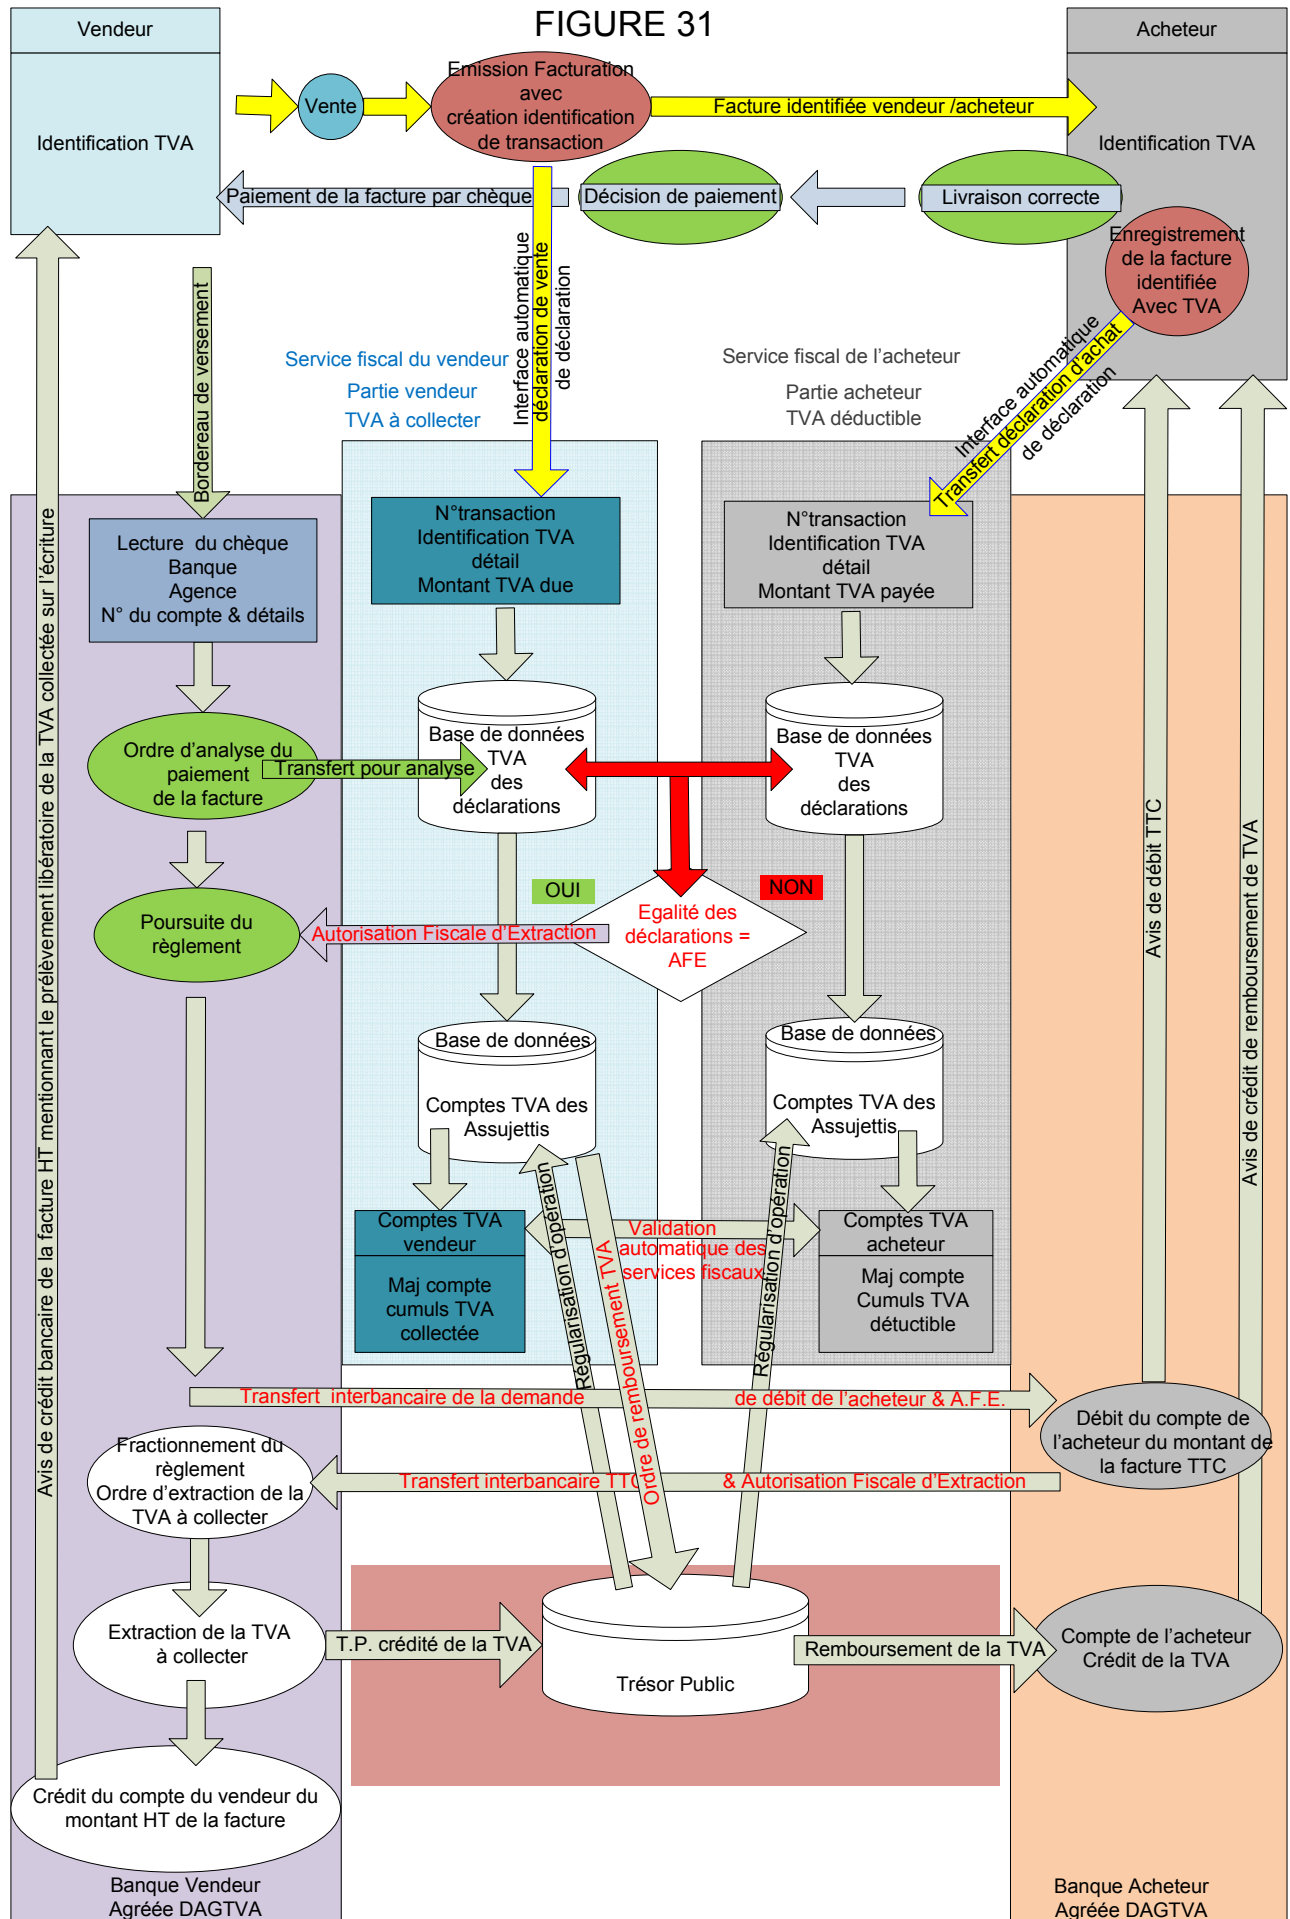 FIGURE 31
Vendeur
Acheteur
Identification TVA
Vente
Emission Facturation
avec
création identification
de transaction
Facture identifiée vendeur /acheteur
Identification TVA
Paiement de la facture par chèque
Décision de paiement
Livraison correcte
Enregistrement
de la facture
identifiée
Avec TVA
Bordereau de versement
Interface automatique
déclaration de vente
de déclaration
Interface automatique
Transfert déclaration d'achat
de déclaration
Service fiscal du vendeur
Partie vendeur
TVA à collecter
Service fiscal de l'acheteur
Partie acheteur
TVA déductible
Lecture du chèque
Banque
Agence
N° du compte & détails
N°transaction
Identification TVA
détail
Montant TVA due
N°transaction
Identification TVA
détail
Montant TVA payée
Ordre d'analyse du
paiement
de la facture
Transfert pour analyse
Base de données
TVA
des
déclarations
Base de données
TVA
des
déclarations
OUI
NON
Egalité des
déclarations =
AFE
Poursuite du
règlement
Autorisation Fiscale d'Extraction
Base de données
Comptes TVA des
Assujettis
Base de données
Comptes TVA des
Assujettis
Comptes TVA
vendeur
Maj compte
cumuls TVA
collectée
Validation
automatique des
services fiscaux
Comptes TVA
acheteur
Maj compte
Cumuls TVA
détuctible
Régularisation d'opération
Ordre de remboursement TVA
Régularisation d'opération
Avis de crédit bancaire de la facture HT mentionnant le prélèvement libératoire de la TVA collectée sur l'écriture
Avis de débit TTC
Avis de crédit de remboursement de TVA
Transfert interbancaire de la demande
de débit de l'acheteur & A.F.E.
Débit du compte de
l'acheteur du montant de
la facture TTC
Fractionnement du
règlement
Ordre d'extraction de la
TVA à collecter
Transfert interbancaire TTC
& Autorisation Fiscale d'Extraction
Extraction de la TVA
à collecter
T.P. crédité de la TVA
Trésor Public
Remboursement de la TVA
Compte de l'acheteur
Crédit de la TVA
Crédit du compte du vendeur du
montant HT de la facture
Banque Vendeur
Agréée DAGTVA
Banque Acheteur
Agréée DAGTVA